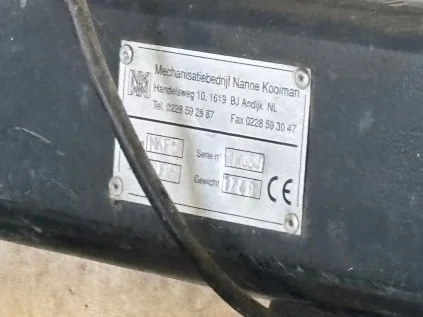 Mechanisatiebedrijf Nanne Kooiman
Handelsweg 10, 1619 BJ Andijk NL
Tel. 0228 59 26 87 Fax 0228 59 30 47
Serie n°
Gewicht 1740 CE